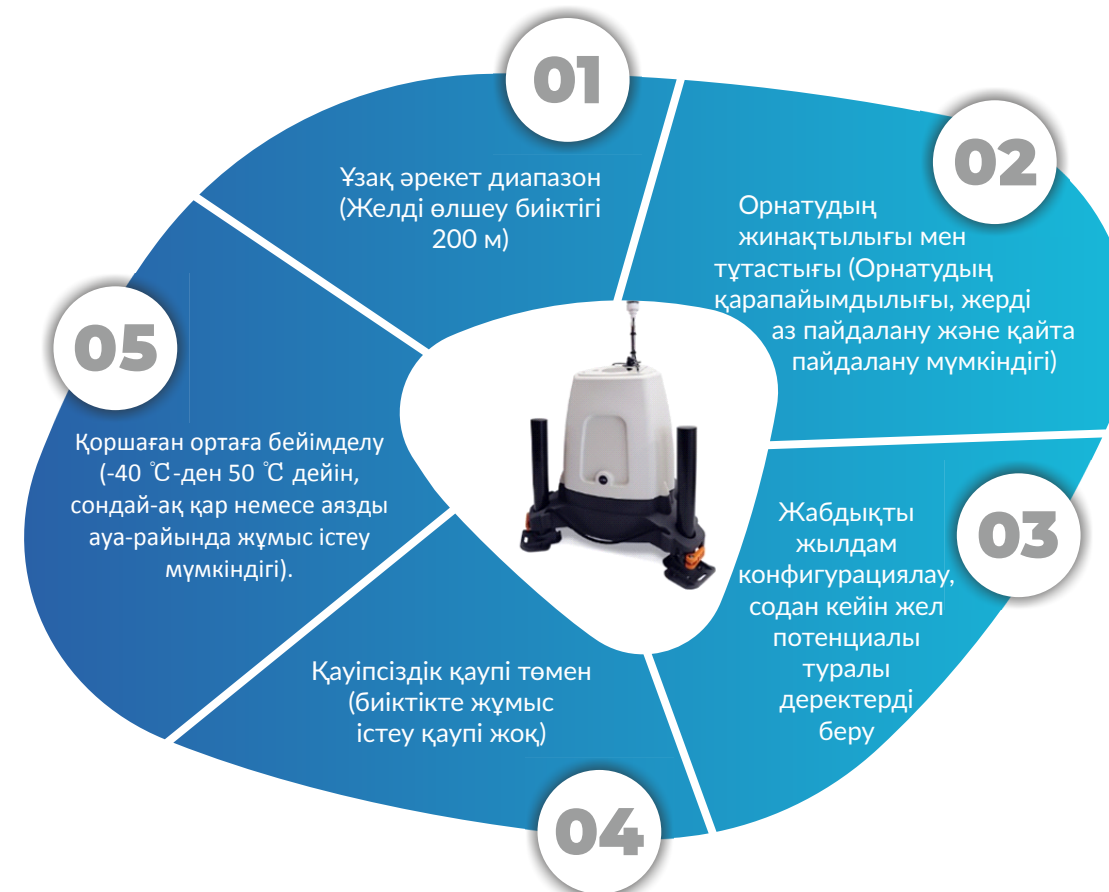 01
Ұзақ әрекет диапазон
(Желді өлшеу биіктігі
200 м)
02
Орнатудың
жинақтылығы мен
тұтастығы (Орнатудың
қарапайымдылығы, жерді
аз пайдалану және қайта
пайдалану мүмкіндігі)
03
Жабдықты
жылдам
конфигурациялау,
содан кейін жел
потенциалы
туралы
деректерді
беру
04
Қауіпсіздік қаупі төмен
(биіктікте жұмыс
істеу қаупі жоқ)
05
Қоршаған ортаға бейімделу
(-40 ℃-ден 50 ℃ дейін,
сондай-ақ қар немесе аязды
ауа-райында жұмыс істеу
мүмкіндігі).